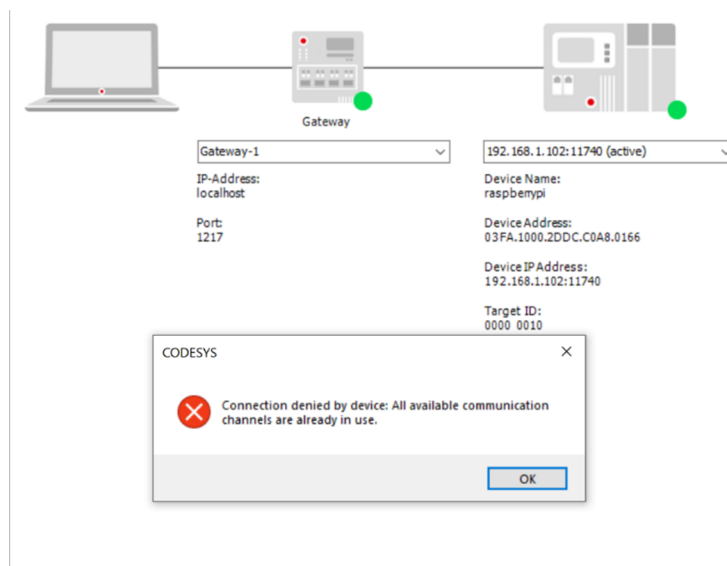 Gateway
Gateway-1
192.168.1.102:11740 (active)
IP-Address:
localhost
Device Name:
raspberrypi
Port:
1217
Device Address:
03FA.1000.2DDC.C0A8.0166
Device IP Address:
192.168.1.102:11740
Target ID:
0000 0010
CODESYS
Connection denied by device: All available communication
channels are already in use.
OK